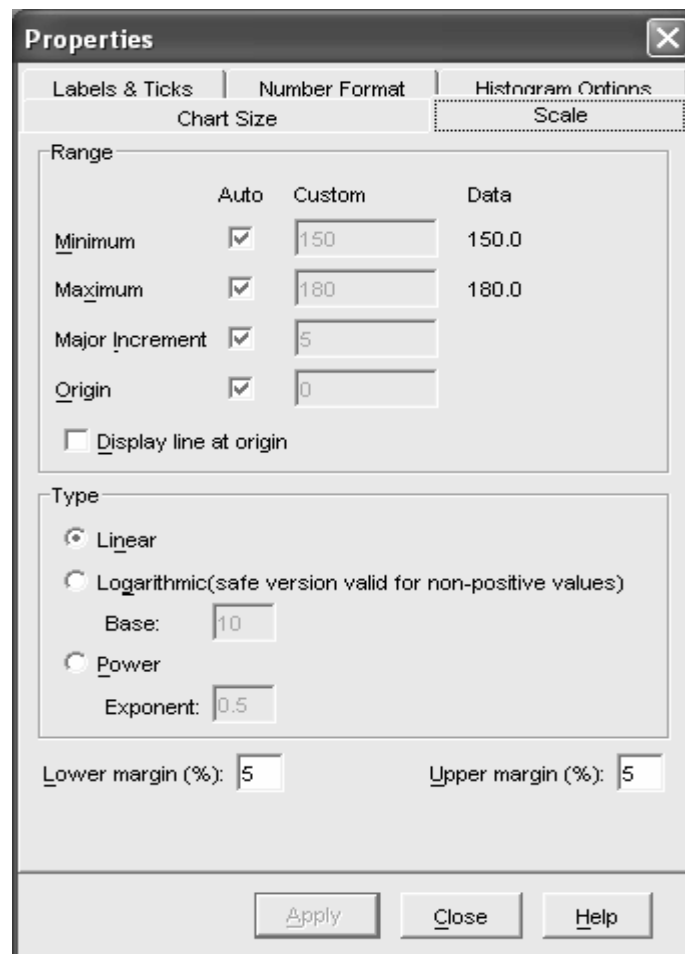 Properties
Labels & Ticks Number Format Histogram Options
Chart Size Scale
Range
Auto Custom Data
Minimum 150 150.0
Maximum 180 180.0
Major Increment 5
Origin 0
Display line at origin
Type
Linear
Logarithmic(safe version valid for non-positive values)
Base: 10
Power
Exponent: 0.5
Lower margin (%): 5 Upper margin (%): 5
Apply Close Help